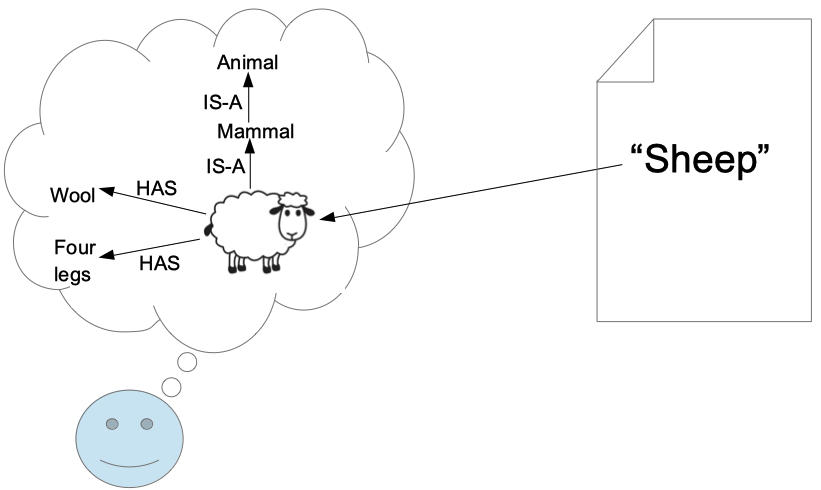 Animal
IS-A
Mammal
IS-A
Wool
HAS
Four
legs
HAS
“Sheep”